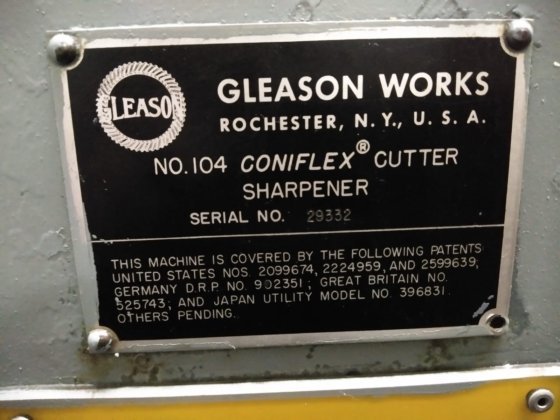 GLEASON
GLEASON WORKS
ROCHESTER, N.Y., U.S.A.
NO. 104 CONIFLEX® CUTTER
SHARPENER
SERIAL NO. 29332
THIS MACHINE IS COVERED BY THE FOLLOWING PATENTS
UNITED STATES NOS. 2099674, 2224959, AND 2599639;
GERMANY D.R.P. NO. 902351; GREAT BRITAIN NO.
525743; AND JAPAN UTILITY MODEL NO. 396831.
OTHERS PENDING.